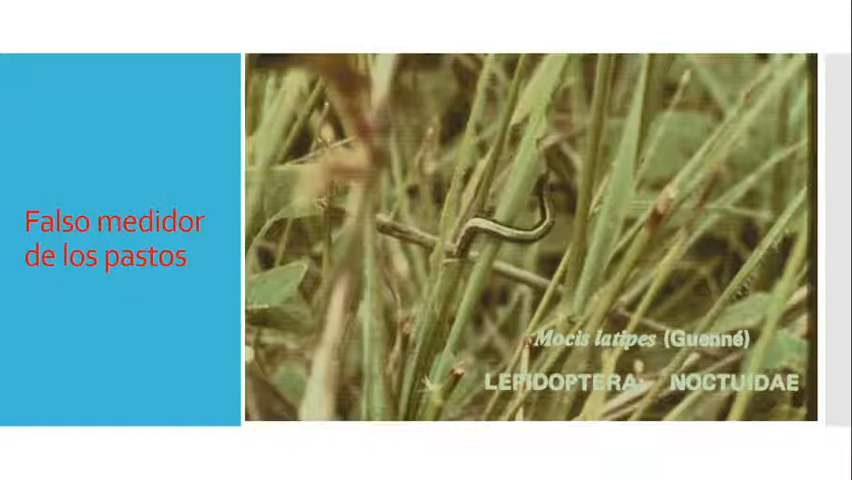 Falso medidor
de los pastos
Mocis latipes (Guenné)
LEPIDOPTERA: NOCTUIDAE